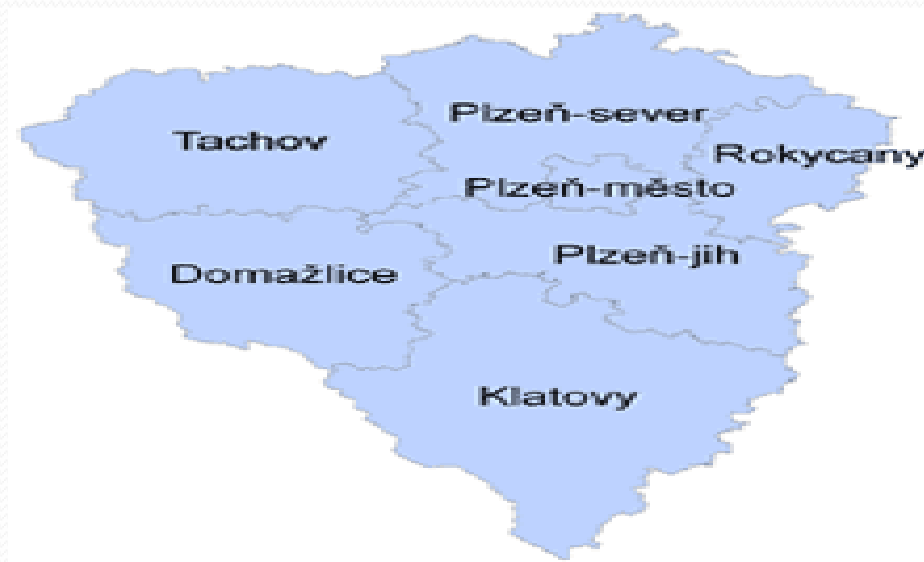 Plzeň-sever
Tachov
Rokycany
Plzeň-město
Plzeň-jih
Domažlice
Klatovy